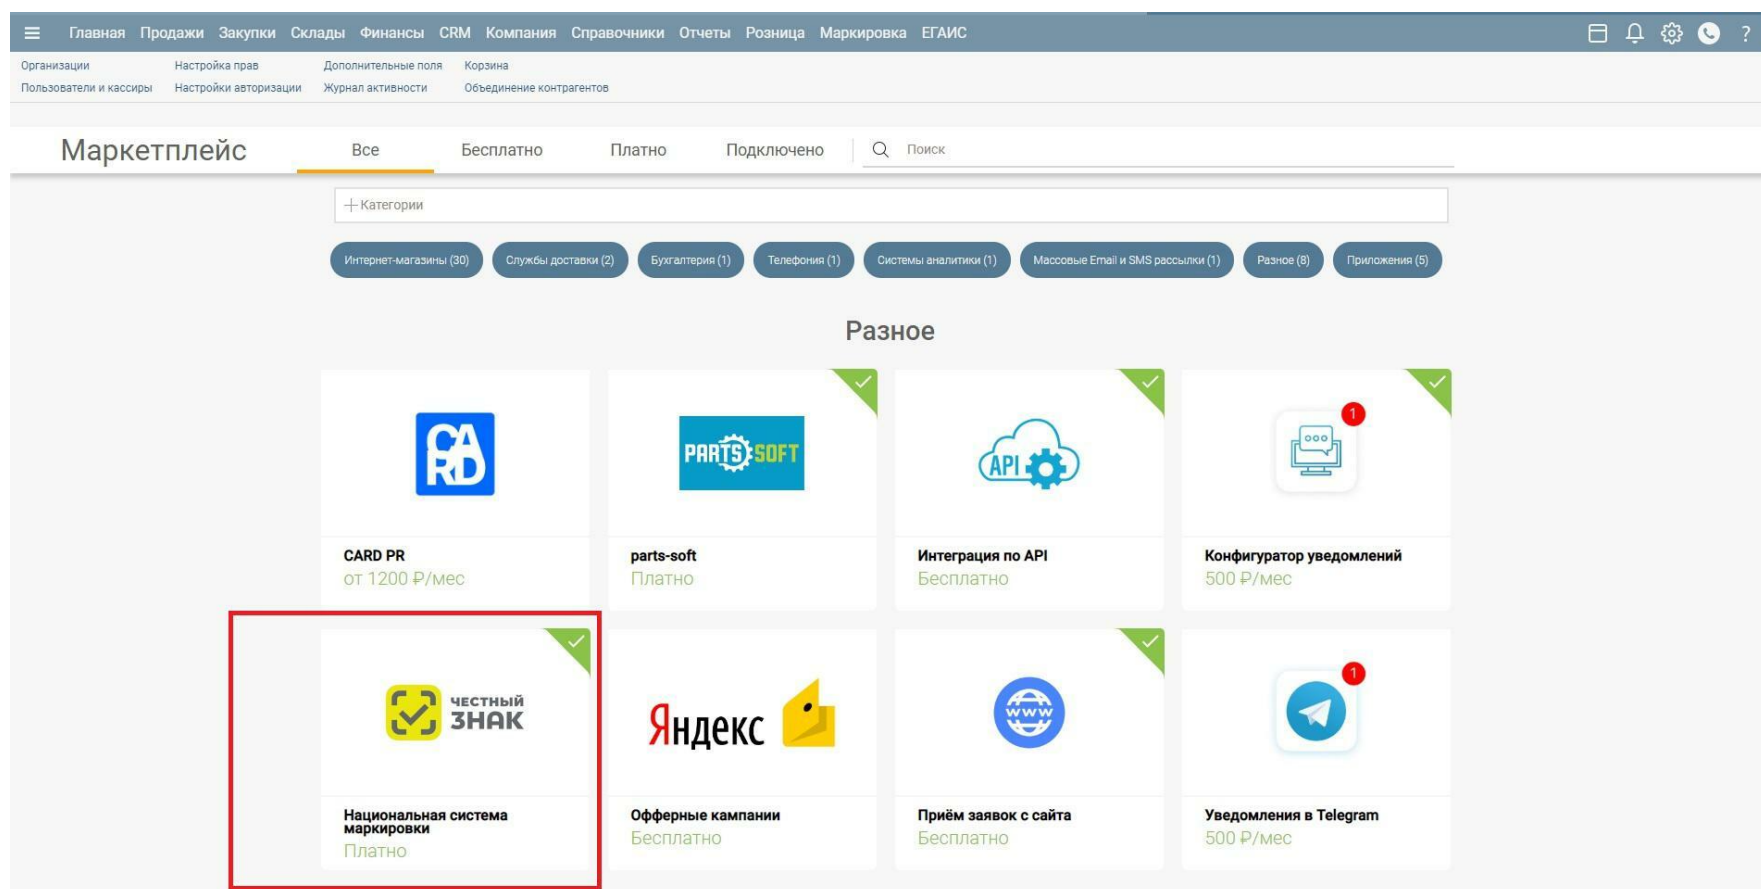 Главная Продажи Закупки Склады Финансы CRM Компания Справочники Отчеты Розница Маркировка ЕГАИС ?
Организации Настройка прав Дополнительные поля Корзина
Пользователи и кассиры Настройки авторизации Журнал активности Объединение контрагентов
Маркетплейс Все Бесплатно Платно Подключено Поиск
+Категории
Интернет-магазины (30) Службы доставки (2) Бухгалтерия (1) Телефония (1) Системы аналитики (1) Массовые Email и SMS рассылки (1) Разное (8) Приложения (5)
Разное
CARD
PARTS SOFT
API
1
CARD PR
от 1200 ₽/мес
parts-soft
Платно
Интеграция по API
Бесплатно
Конфигуратор уведомлений
500 ₽/мес
ЧЕСТНЫЙ
ЗНАК
Яндекс
www
1
Национальная система
маркировки
Платно
Офферные кампании
Бесплатно
Приём заявок с сайта
Бесплатно
Уведомления в Telegram
500 ₽/мес